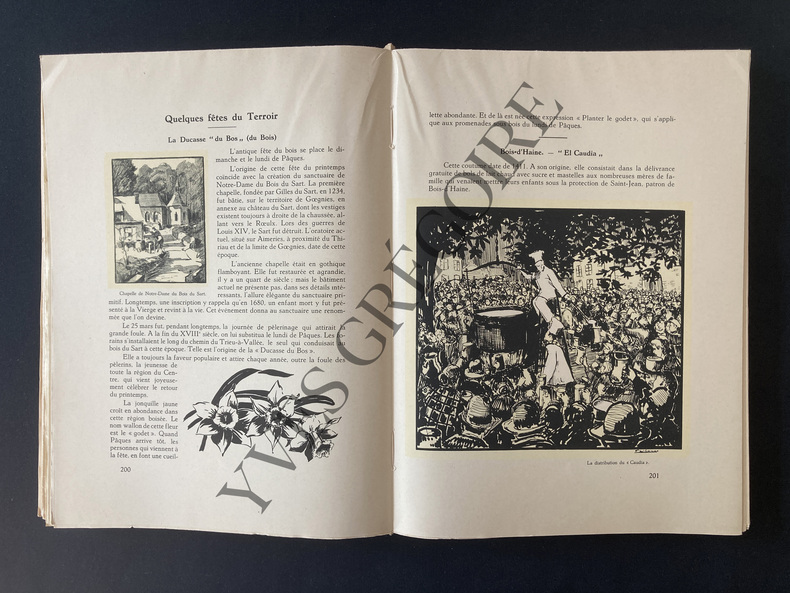 Quelques fêtes du Terroir
La Ducasse " du Bos „ (du Bois)
L'antique fête du bois se place le di-
manche et le lundi de Pâques.
L'origine de cette fête du printemps
coïncide avec la création du sanctuaire de
Notre-Dame du Bois du Sart. La première
chapelle, fondée par Gilles du Sart, en 1234,
fut bâtie, sur le territoire de Gœgnies, en
annexe au château du Sart, dont les vestiges
existent toujours à droite de la chaussée, al-
lant vers le Rœulx. Lors des guerres de
Louis XIV, le Sart fut détruit. L'oratoire ac-
tuel, situé sur Aimeries, à proximité du Thi-
riau et de la limite de Gœgnies, date de cette
époque.
L'ancienne chapelle était en gothique
flamboyant. Elle fut restaurée et agrandie,
il y a un quart de siècle ; mais le bâtiment
actuel ne présente pas, dans ses détails inté-
Chapelle de Notre-Dame du Bois du Sart.
ressants, l'allure élégante du sanctuaire pri-
mitif. Longtemps, une inscription y rappela qu'en 1680, un enfant mort y fut pré-
senté à la Vierge et revint à la vie. Cet événement donna au sanctuaire une renom-
mée que l'on devine.
Le 25 mars fut, pendant longtemps, la journée de pèlerinage qui attirait la
grande foule. A la fin du XVIIIe siècle, on lui substitua le lundi de Pâques. Les fo-
rains s'installaient le long du chemin du Trieu-à-Vallée, le seul qui conduisait au
bois du Sart à cette époque. Telle est l'origine de la « Ducasse du Bos ».
Elle a toujours la faveur populaire et attire chaque année, outre la foule des
pèlerins, la jeunesse de
toute la région du Cen-
tre, qui vient joyeuse-
ment célébrer le retour
du printemps.
La jonquille jaune
croît en abondance dans
cette région boisée. Le
nom wallon de cette fleur
est le « godet ». Quand
Pâques arrive tôt, les
personnes qui viennent à
la fête, en font une cueil-
200
lette abondante. Et de là est née cette expression « Planter le godet », qui s'appli-
que aux promenades sous bois du lundi de Pâques.
Bois-d'Haine. — " El Caudia „
Cette coutume date de 1411. A son origine, elle consistait dans la délivrance
gratuite de bols de lait chaud avec sucre et mastelles aux nombreuses mères de fa-
mille qui venaient mettre leurs enfants sous la protection de Saint-Jean, patron de
Bois-d'Haine.
La distribution du « Caudia ».
201
YVES GRÉGOIRE